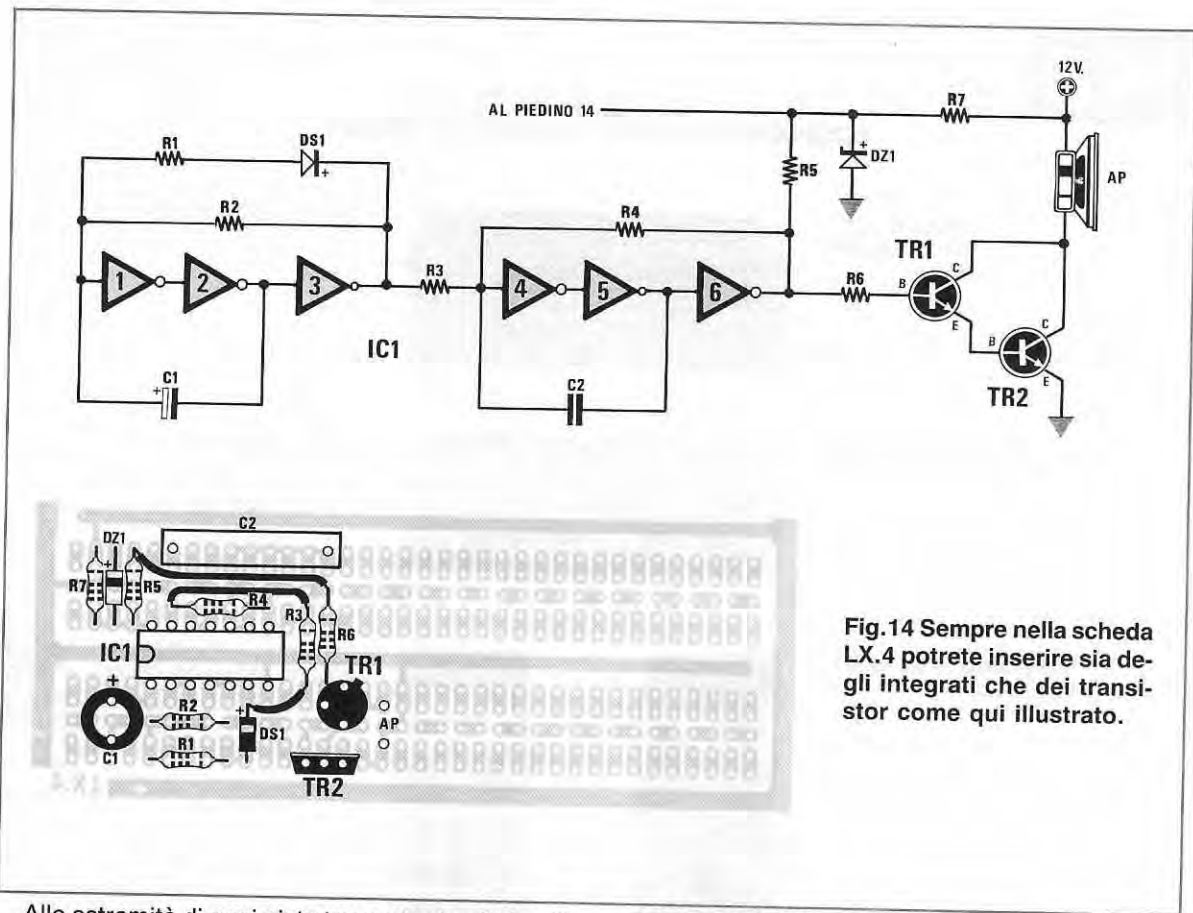 12V.
AL PIEDINO 14
R7
R1
DS1
+
+
DZ1
R5
AP
R2
R4
TR1
C
B
R6
E
1
2
3
R3
4
5
6
B
C
E
TR2
IC1
C1
+
C2
C2
DZ1
+
R7
R5
R4
R3
R6
IC1
TR1
+
R2
+
AP
C1
R1
DS1
TR2
LX.4
Fig.14 Sempre nella scheda
LX.4 potrete inserire sia de-
gli integrati che dei transi-
stor come qui illustrato.